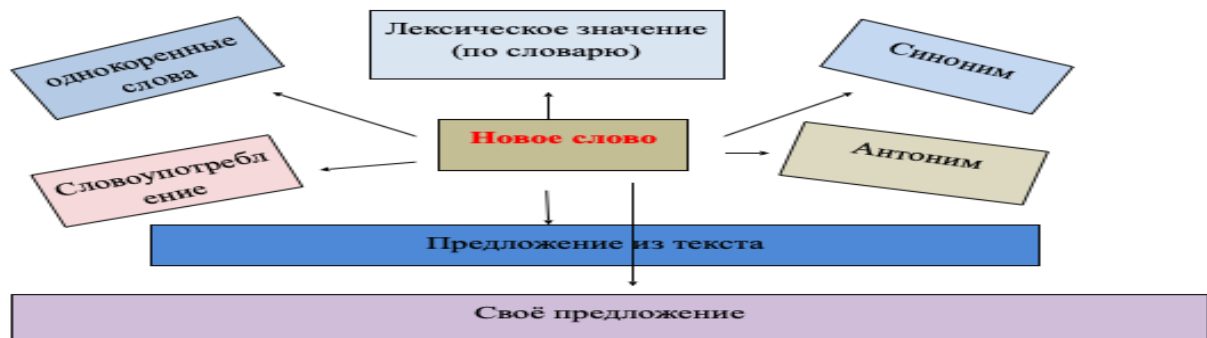 однокоренные
слова
Лексическое значение
(по словарю)
Синоним
Новое слово
Словоупотребл
ение
Антоним
Предложение из текста
Своё предложение